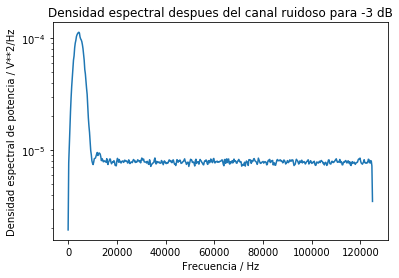 Densidad espectral despues del canal ruidoso para -3 dB
Densidad espectral de potencia / V**2/Hz
10⁻⁴
10⁻⁵
0 20000 40000 60000 80000 100000 120000
Frecuencia / Hz